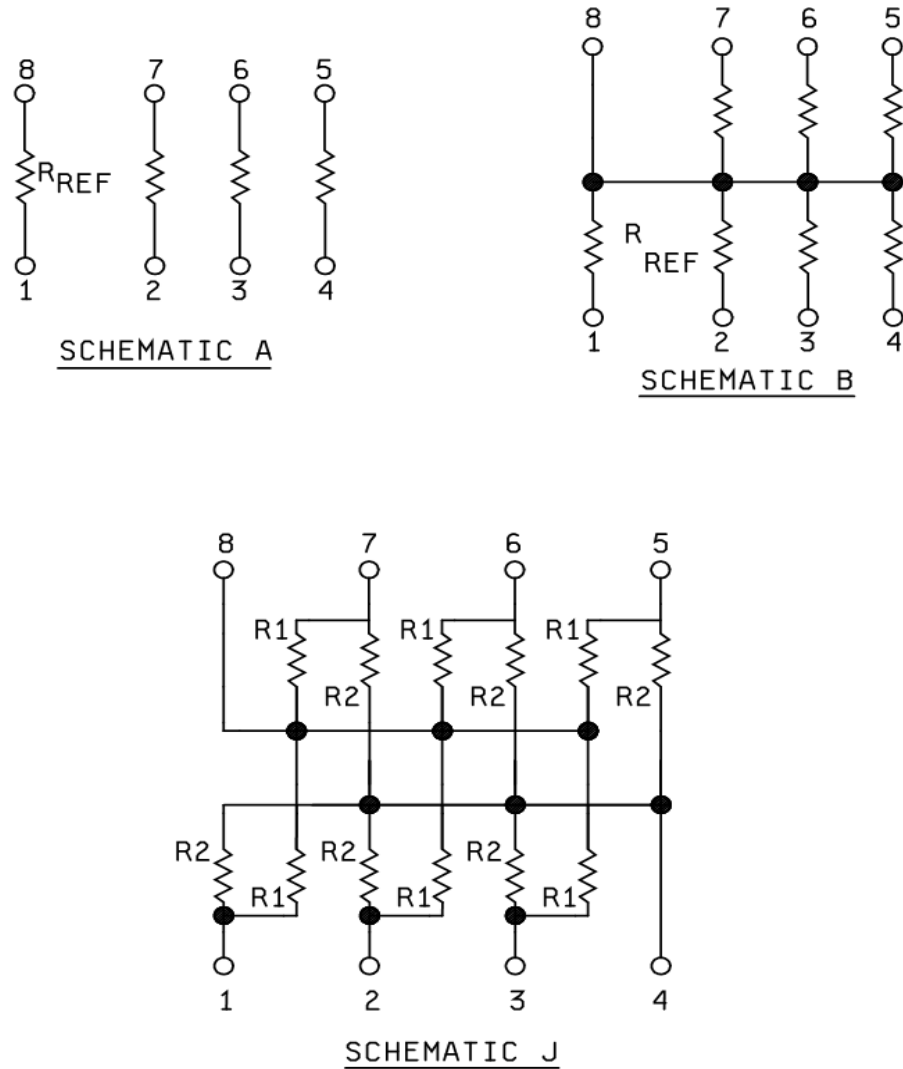 8 7 6 5
R REF
1 2 3 4
SCHEMATIC A
8 7 6 5
R
REF
1 2 3 4
SCHEMATIC B
8 7 6 5
R1 R1 R1
R2 R2 R2
R2 R2 R2
R1 R1 R1
1 2 3 4
SCHEMATIC J